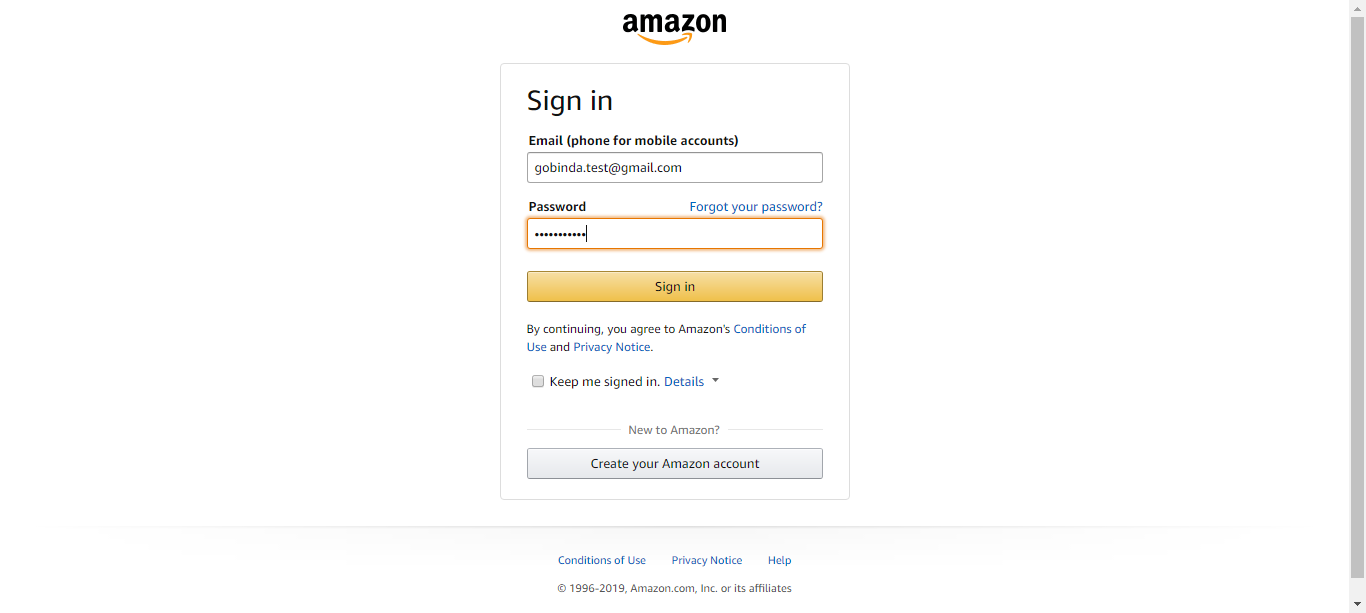 amazon
Sign in
Email (phone for mobile accounts)
gobinda.test@gmail.com
Password Forgot your password?
•••••••••••
Sign in
By continuing, you agree to Amazon's Conditions of
Use and Privacy Notice.
Keep me signed in. Details
New to Amazon?
Create your Amazon account
Conditions of Use Privacy Notice Help
© 1996-2019, Amazon.com, Inc. or its affiliates